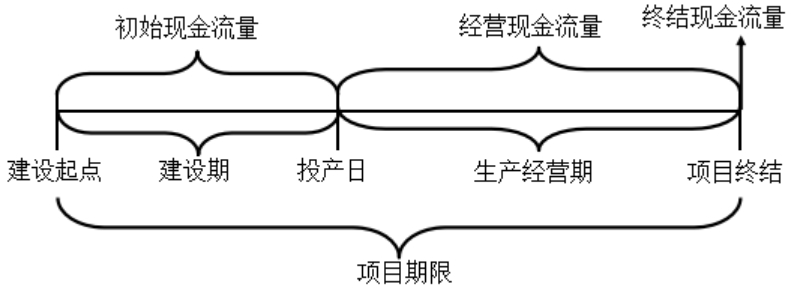 初始现金流量
经营现金流量
终结现金流量
建设起点
建设期
投产日
生产经营期
项目终结
项目期限